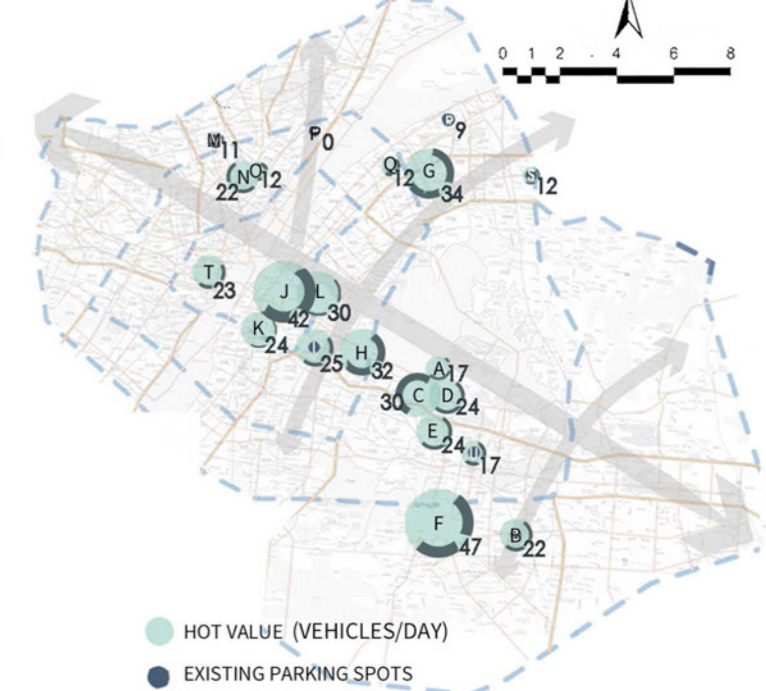 0 1 2 4 6 8
P 9
M 11
P 0
N 22
O 12
Q 12
G 34
S 12
T 23
J 42
L 30
K 24
I 25
H 32
A 17
C 30
D 24
E 24
17
F 47
B 22
HOT VALUE (VEHICLES/DAY)
EXISTING PARKING SPOTS